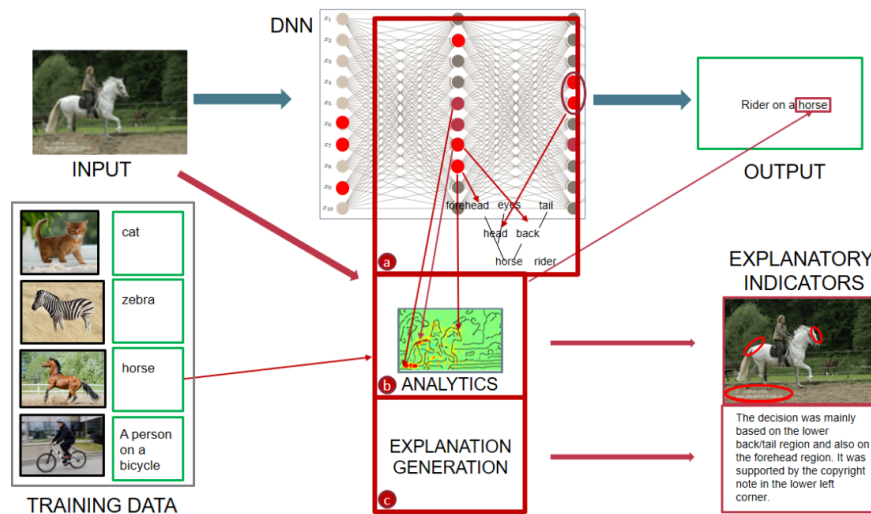 DNN
x1
x2
x3
x4
x5
x6
x7
x8
x9
x10
INPUT
Rider on a horse
OUTPUT
forehead eyes tail
head back
horse rider
a
TRAINING DATA
cat
zebra
horse
A person
on a
bicycle
b
ANALYTICS
EXPLANATION
GENERATION
c
EXPLANATORY
INDICATORS
The decision was mainly
based on the lower
back/tail region and also on
the forehead region. It was
supported by the copyright
note in the lower left
corner.